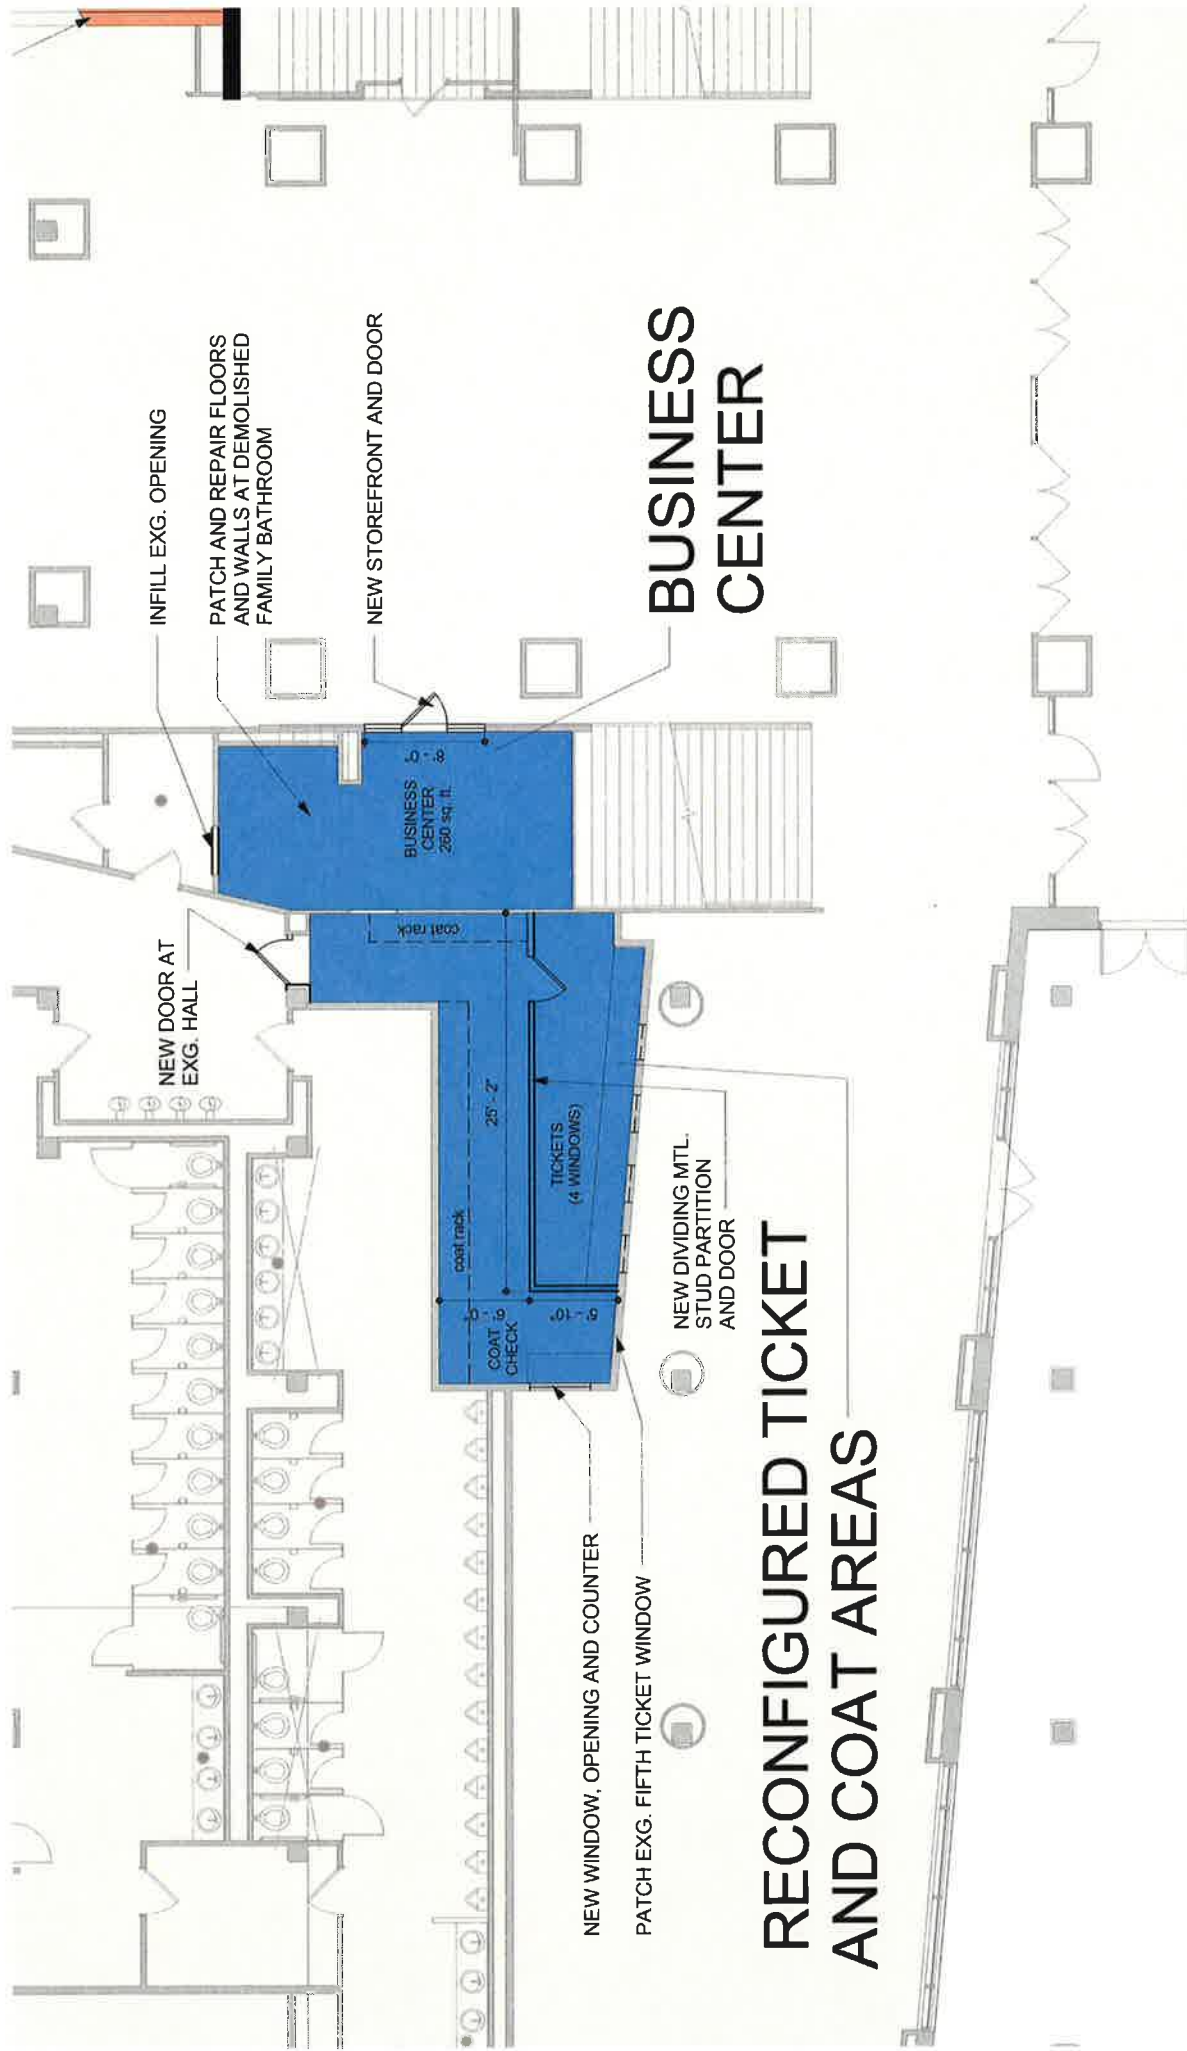 INFILL EXG. OPENING
PATCH AND REPAIR FLOORS
AND WALLS AT DEMOLISHED
FAMILY BATHROOM
NEW STOREFRONT AND DOOR
BUSINESS
CENTER
NEW DOOR AT
EXG. HALL
BUSINESS
CENTER
260 sq. ft.
8' - 0"
coat rack
coat rack
25' - 2"
TICKETS
(4 WINDOWS)
COAT
CHECK
6' - 0"
5' - 10"
NEW DIVIDING MTL.
STUD PARTITION
AND DOOR
NEW WINDOW, OPENING AND COUNTER
PATCH EXG. FIFTH TICKET WINDOW
RECONFIGURED TICKET
AND COAT AREAS